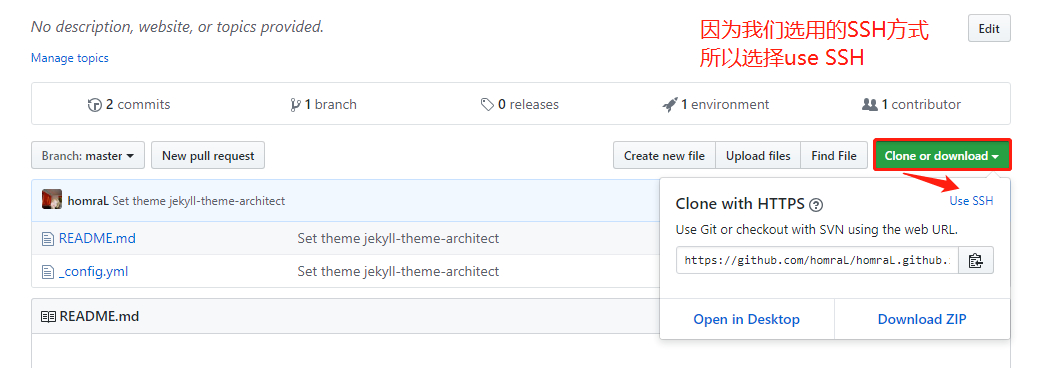 No description, website, or topics provided.
因为我们选用的SSH方式
所以选择use SSH
Edit
Manage topics
2 commits
1 branch
0 releases
1 environment
1 contributor
Branch: master
New pull request
Create new file
Upload files
Find File
Clone or download
homraL Set theme jekyll-theme-architect
README.md
Set theme jekyll-theme-architect
_config.yml
Set theme jekyll-theme-architect
README.md
Clone with HTTPS ?
Use SSH
Use Git or checkout with SVN using the web URL.
https://github.com/homraL/homraL.github.
Open in Desktop
Download ZIP